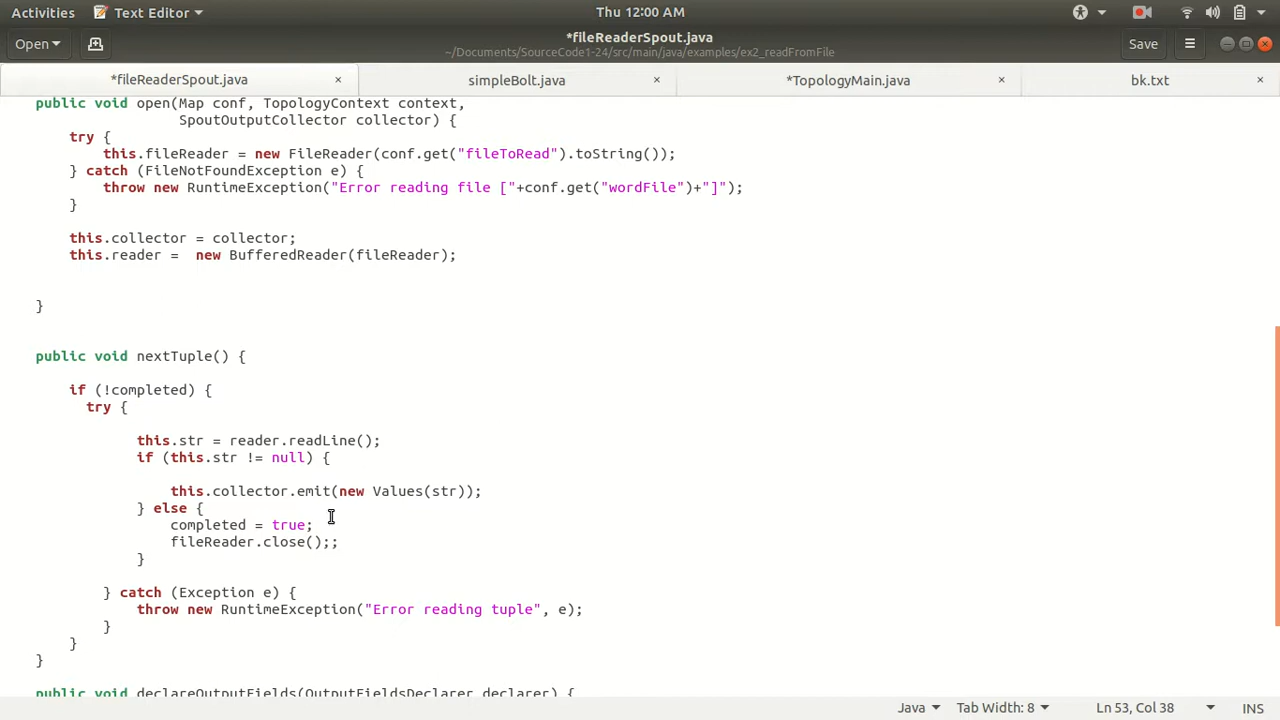 Activities Text Editor Thu 12:00 AM
Open *fileReaderSpout.java Save
~/Documents/SourceCode1-24/src/main/java/examples/ex2_readFromFile
*fileReaderSpout.java × simpleBolt.java × *TopologyMain.java × bk.txt ×
public void open(Map conf, TopologyContext context,
SpoutOutputCollector collector) {
try {
this.fileReader = new FileReader(conf.get("fileToRead").toString());
} catch (FileNotFoundException e) {
throw new RuntimeException("Error reading file ["+conf.get("wordFile")+"]");
}
this.collector = collector;
this.reader =  new BufferedReader(fileReader);
}
public void nextTuple() {
if (!completed) {
try {
this.str = reader.readLine();
if (this.str != null) {
this.collector.emit(new Values(str));
} else {
completed = true;
fileReader.close();;
}
} catch (Exception e) {
throw new RuntimeException("Error reading tuple", e);
}
}
}
public void declareOutputFields(OutputFieldsDeclarer declarer) {
Java Tab Width: 8 Ln 53, Col 38 INS